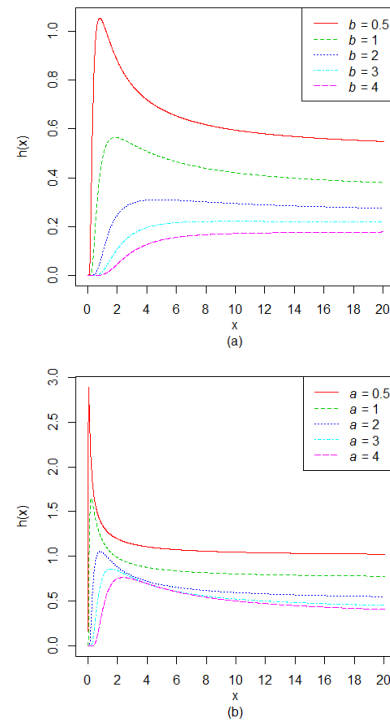 h(x)
0.0 0.2 0.4 0.6 0.8 1.0
b = 0.5
b = 1
b = 2
b = 3
b = 4
0 2 4 6 8 10 12 14 16 18 20
x
(a)
h(x)
0.0 0.5 1.0 1.5 2.0 2.5 3.0
a = 0.5
a = 1
a = 2
a = 3
a = 4
0 2 4 6 8 10 12 14 16 18 20
x
(b)